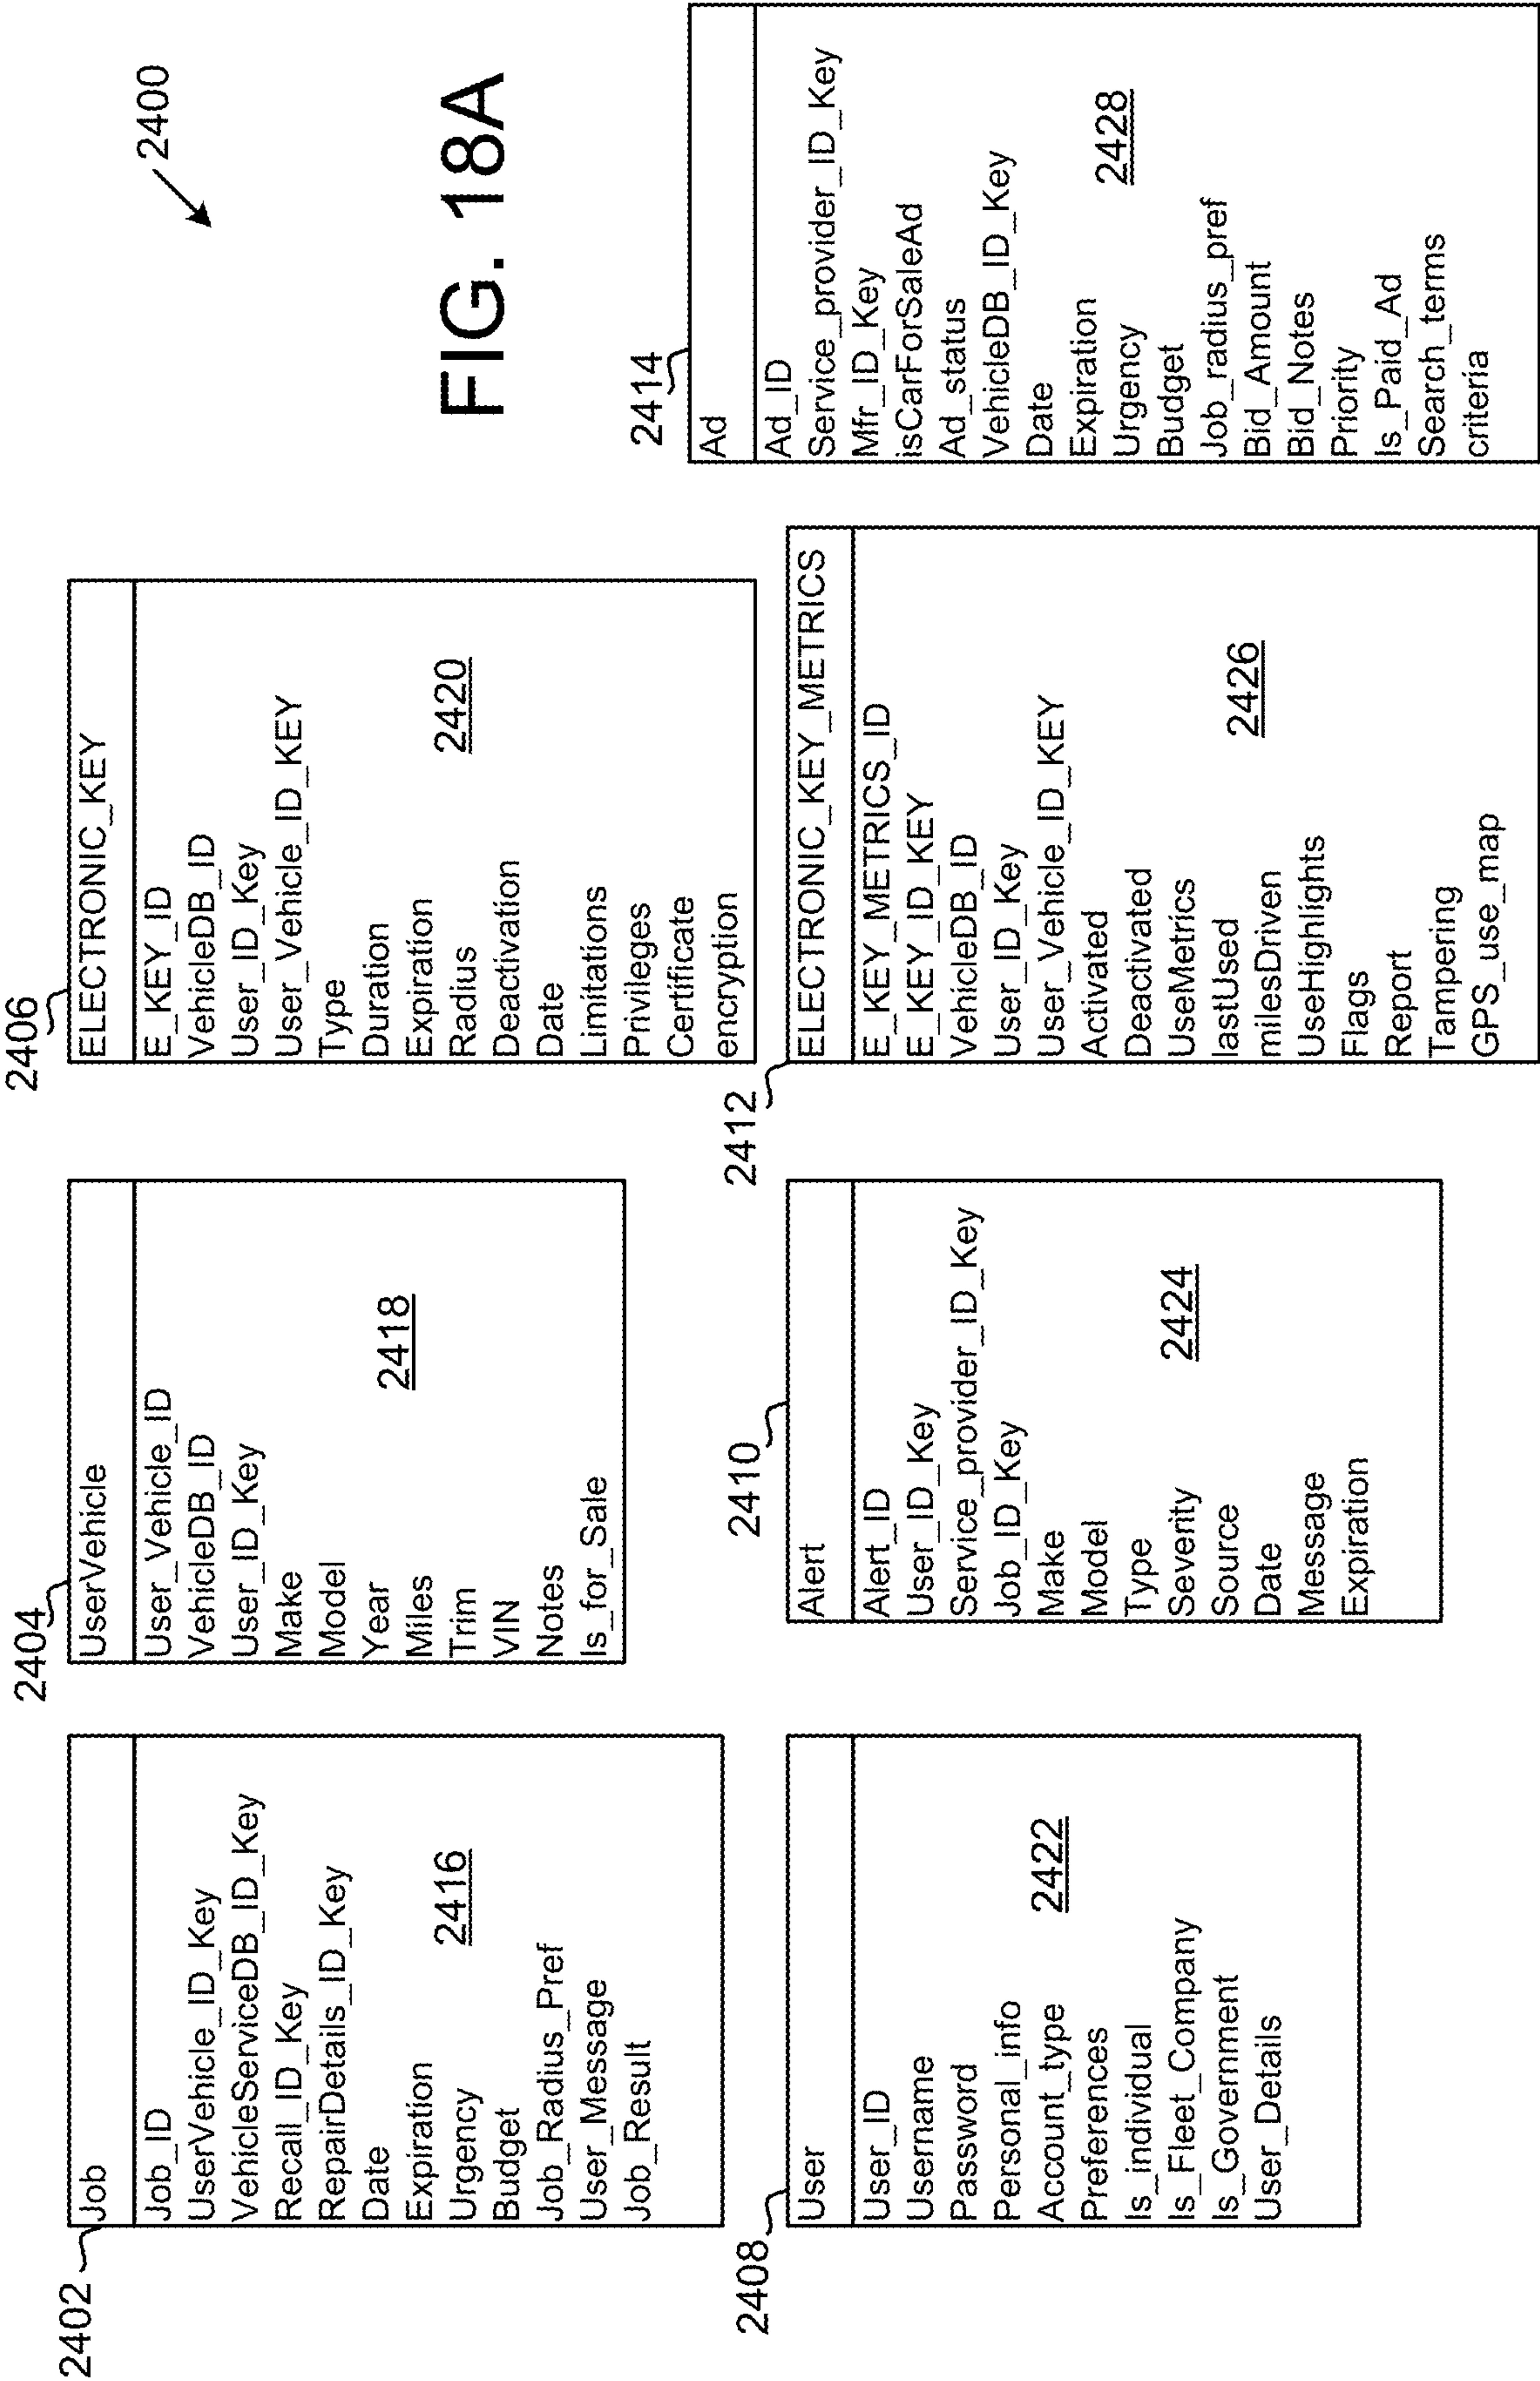 2400
FIG. 18A
2402
Job
Job_ID
UserVehicle_ID_Key
VehicleServiceDB_ID_Key
Recall_ID_Key
RepairDetails_ID_Key
Date
Expiration
Urgency
Budget
Job_Radius_Pref
User_Message
Job_Result
2416
2404
UserVehicle
User_Vehicle_ID
VehicleDB_ID
User_ID_Key
Make
Model
Year
Miles
Trim
VIN
Notes
Is_for_Sale
2418
2406
ELECTRONIC_KEY
E_KEY_ID
VehicleDB_ID
User_ID_Key
User_Vehicle_ID_KEY
Type
Duration
Expiration
Radius
Deactivation
Date
Limitations
Privileges
Certificate
encryption
2420
2408
User
User_ID
Username
Password
Personal_info
Account_type
Preferences
Is_individual
Is_Fleet_Company
Is_Government
User_Details
2422
2410
Alert
Alert_ID
User_ID_Key
Service_provider_ID_Key
Job_ID_Key
Make
Model
Type
Severity
Source
Date
Message
Expiration
2424
2412
ELECTRONIC_KEY_METRICS
E_KEY_METRICS_ID
E_KEY_ID_KEY
VehicleDB_ID
User_ID_Key
User_Vehicle_ID_KEY
Activated
Deactivated
UseMetrics
lastUsed
milesDriven
UseHighlights
Flags
Report
Tampering
GPS_use_map
2426
2414
Ad
Ad_ID
Service_provider_ID_Key
Mfr_ID_Key
isCarForSaleAd
Ad_status
VehicleDB_ID_Key
Date
Expiration
Urgency
Budget
Job_radius_pref
Bid_Amount
Bid_Notes
Priority
Is_Paid_Ad
Search_terms
criteria
2428